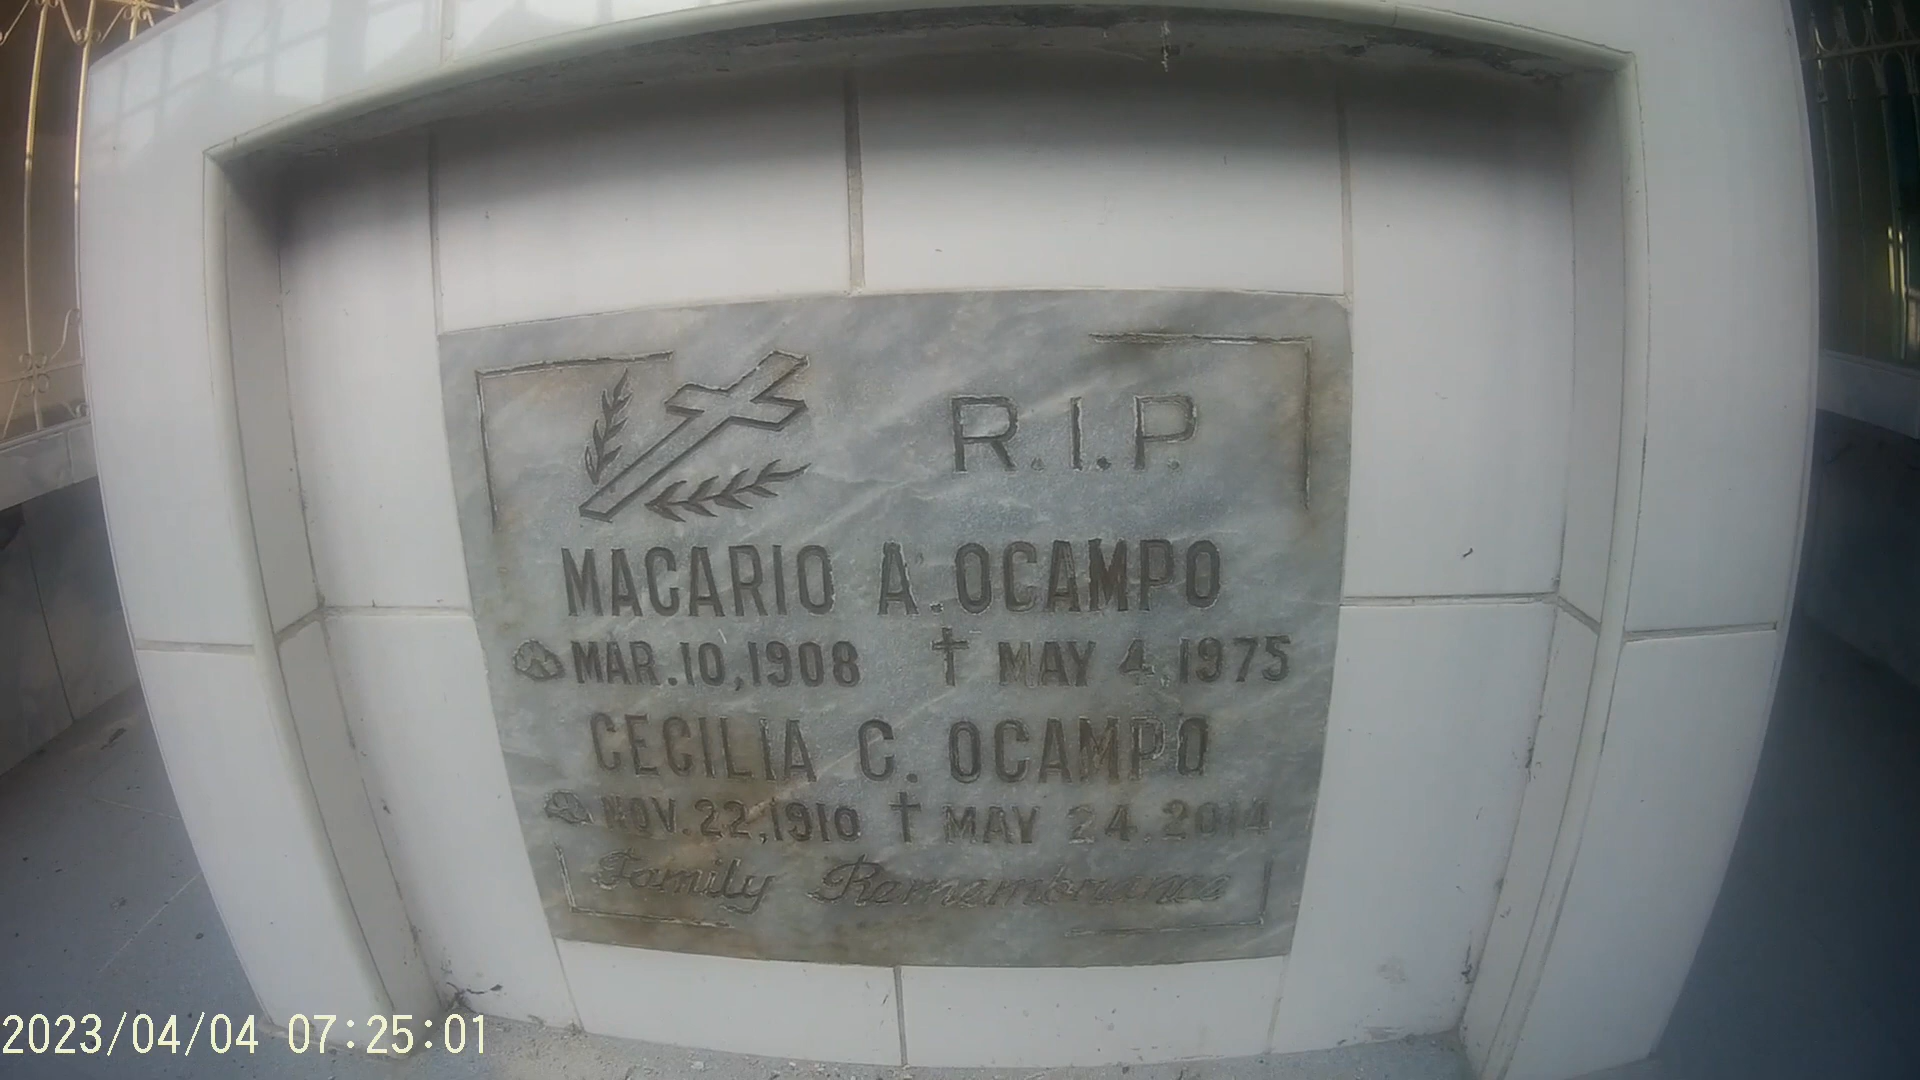 R.I.P.
MACARIO A. OCAMPO
MAR.10,1908 MAY 4,1975
CECILIA C. OCAMPO
NOV.22,1910 MAY 24,2014
Family Remembrance
2023/04/04 07:25:01